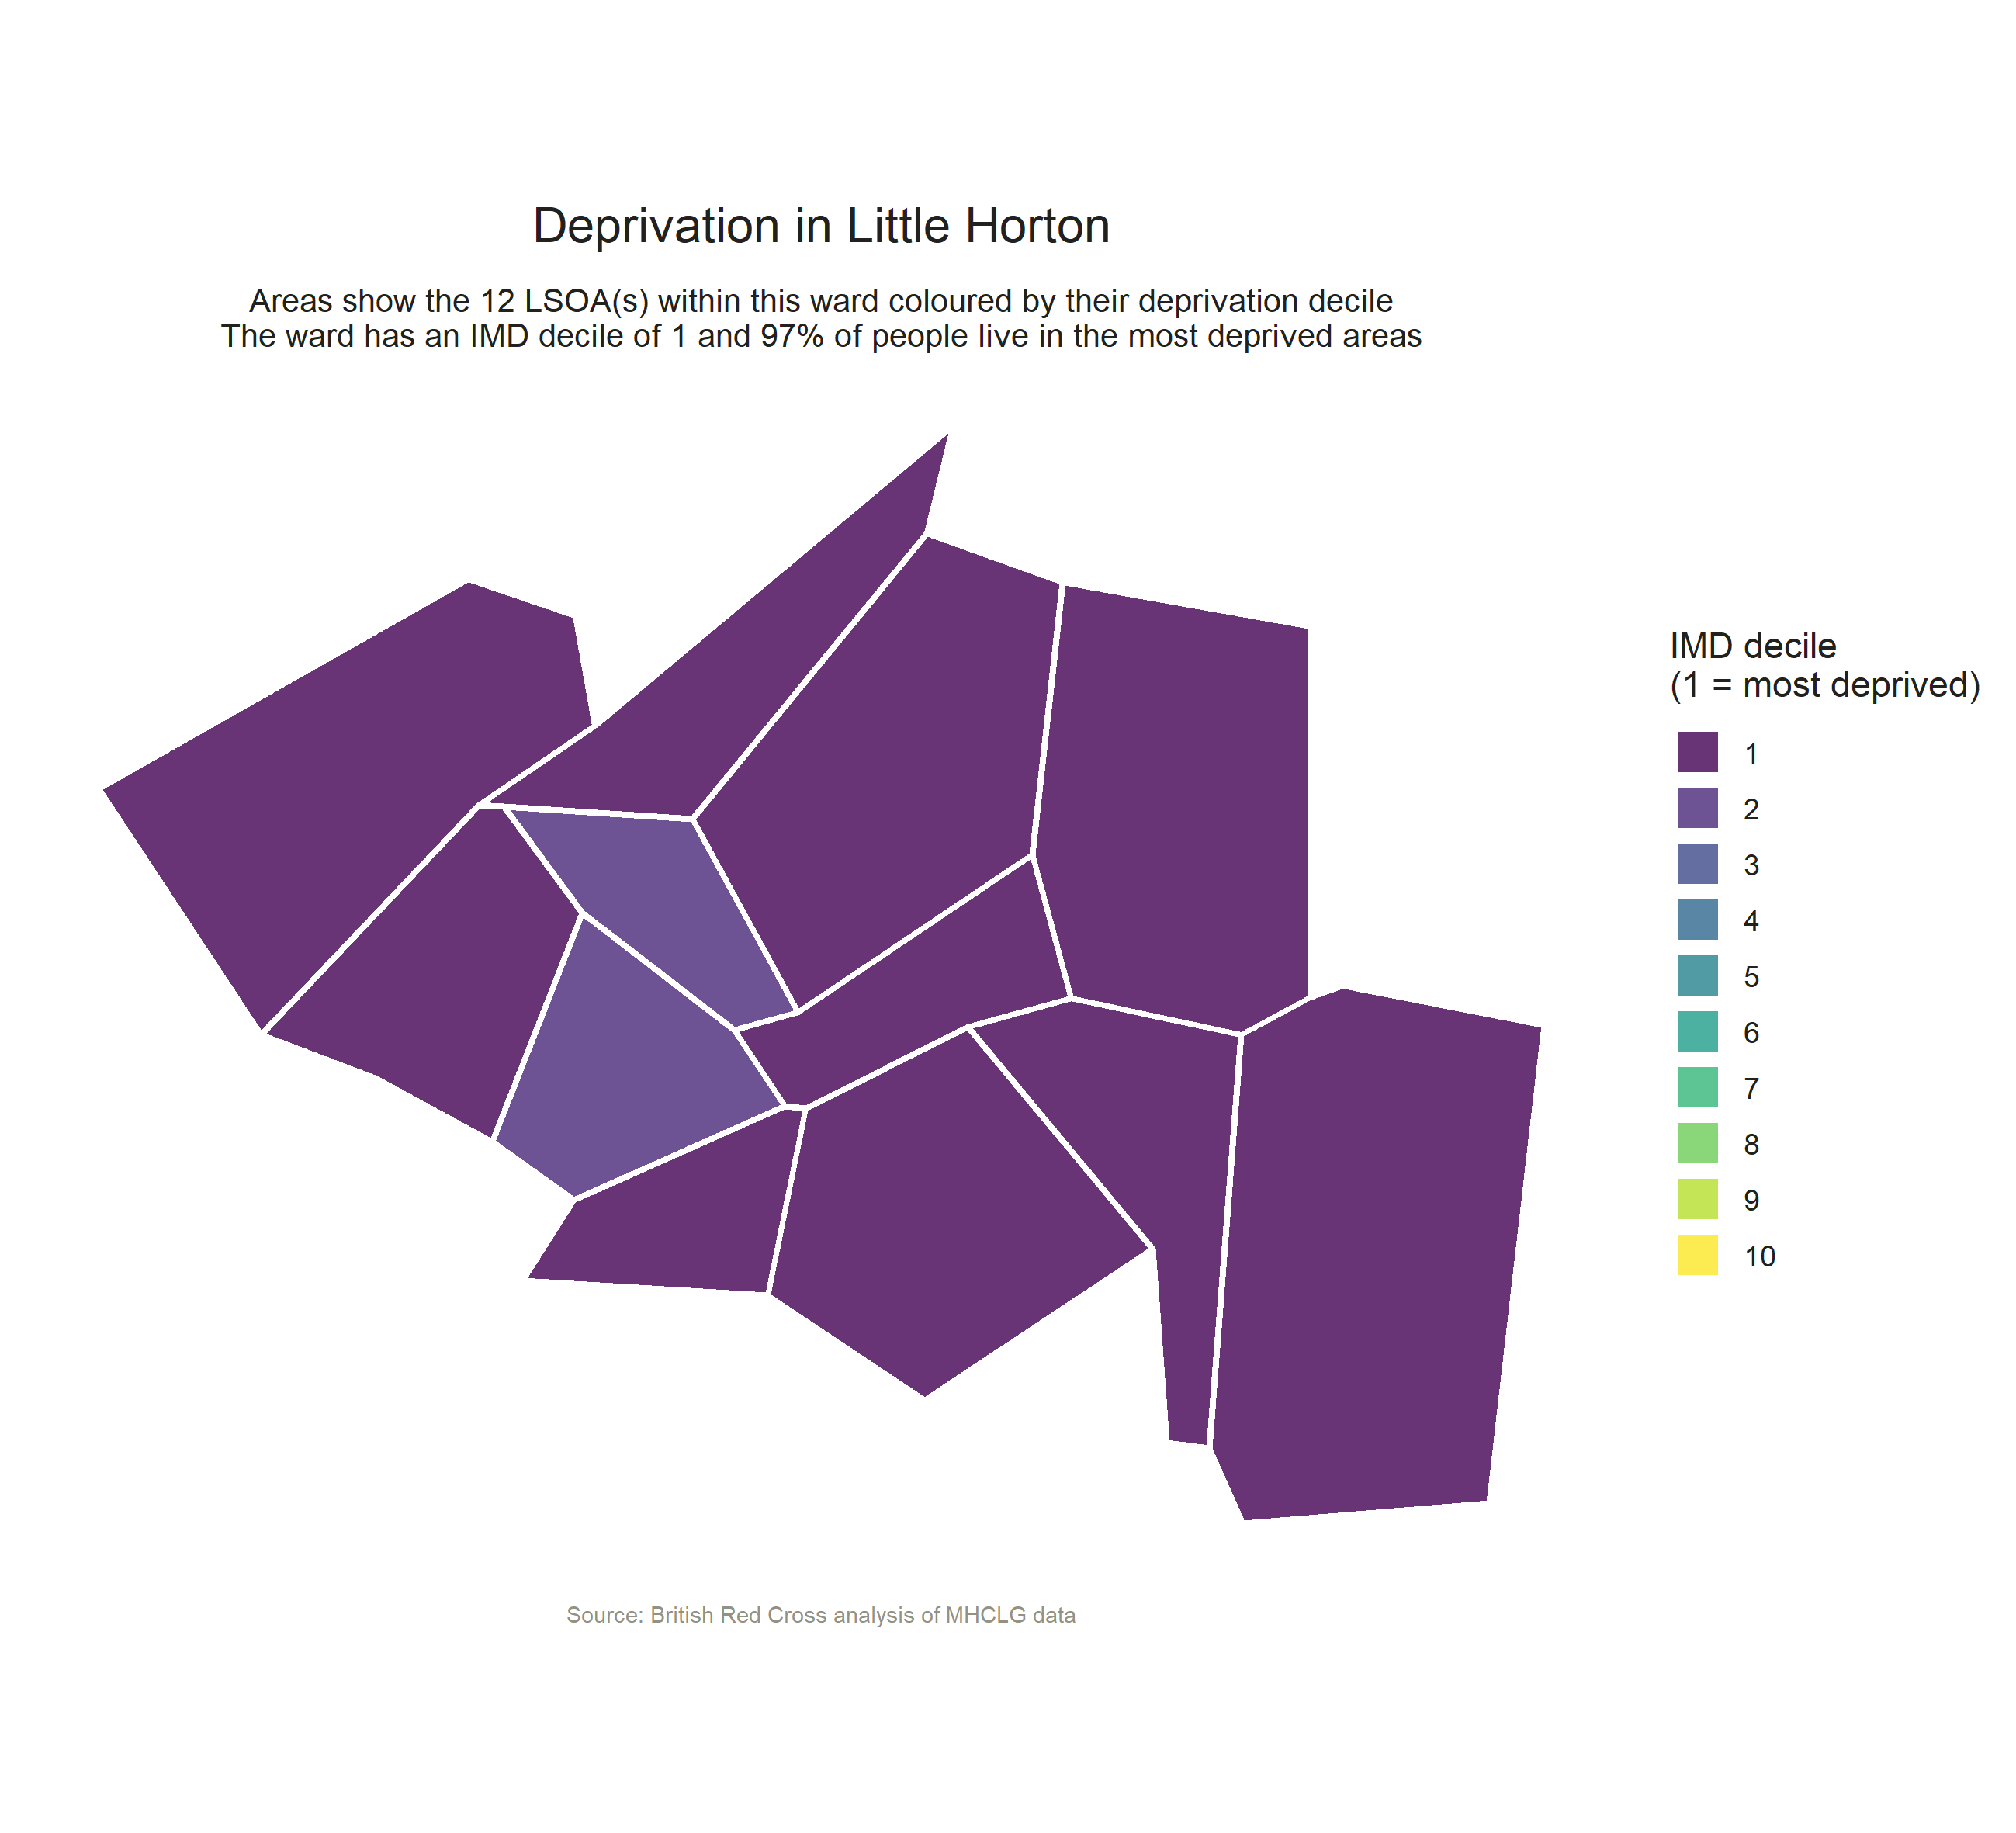 Deprivation in Little Horton
Areas show the 12 LSOA(s) within this ward coloured by their deprivation decile
The ward has an IMD decile of 1 and 97% of people live in the most deprived areas
IMD decile
(1 = most deprived)
1
2
3
4
5
6
7
8
9
10
Source: British Red Cross analysis of MHCLG data